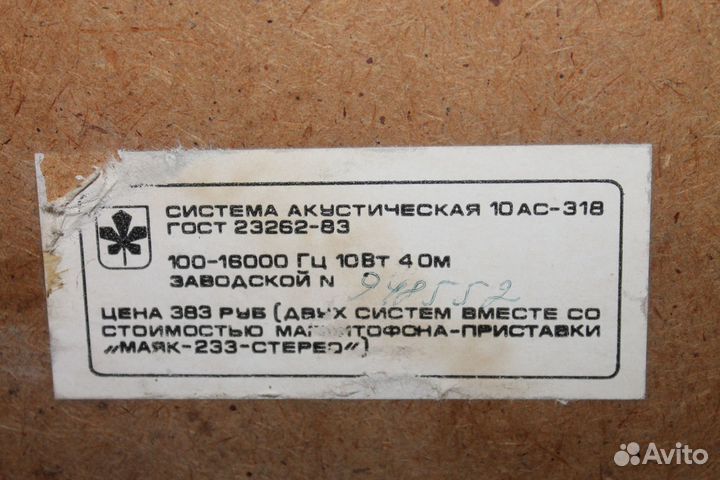 СИСТЕМА АКУСТИЧЕСКАЯ 10АС-318
ГОСТ 23262-83
100-16000 ГЦ 10ВТ 4 ОМ
ЗАВОДСКОЙ N 948552
ЦЕНА 383 РУБ (ДВУХ СИСТЕМ ВМЕСТЕ СО
СТОИМОСТЬЮ МАГНИТОФОНА-ПРИСТАВКИ
„МАЯК-233-СТЕРЕО“)
Avito